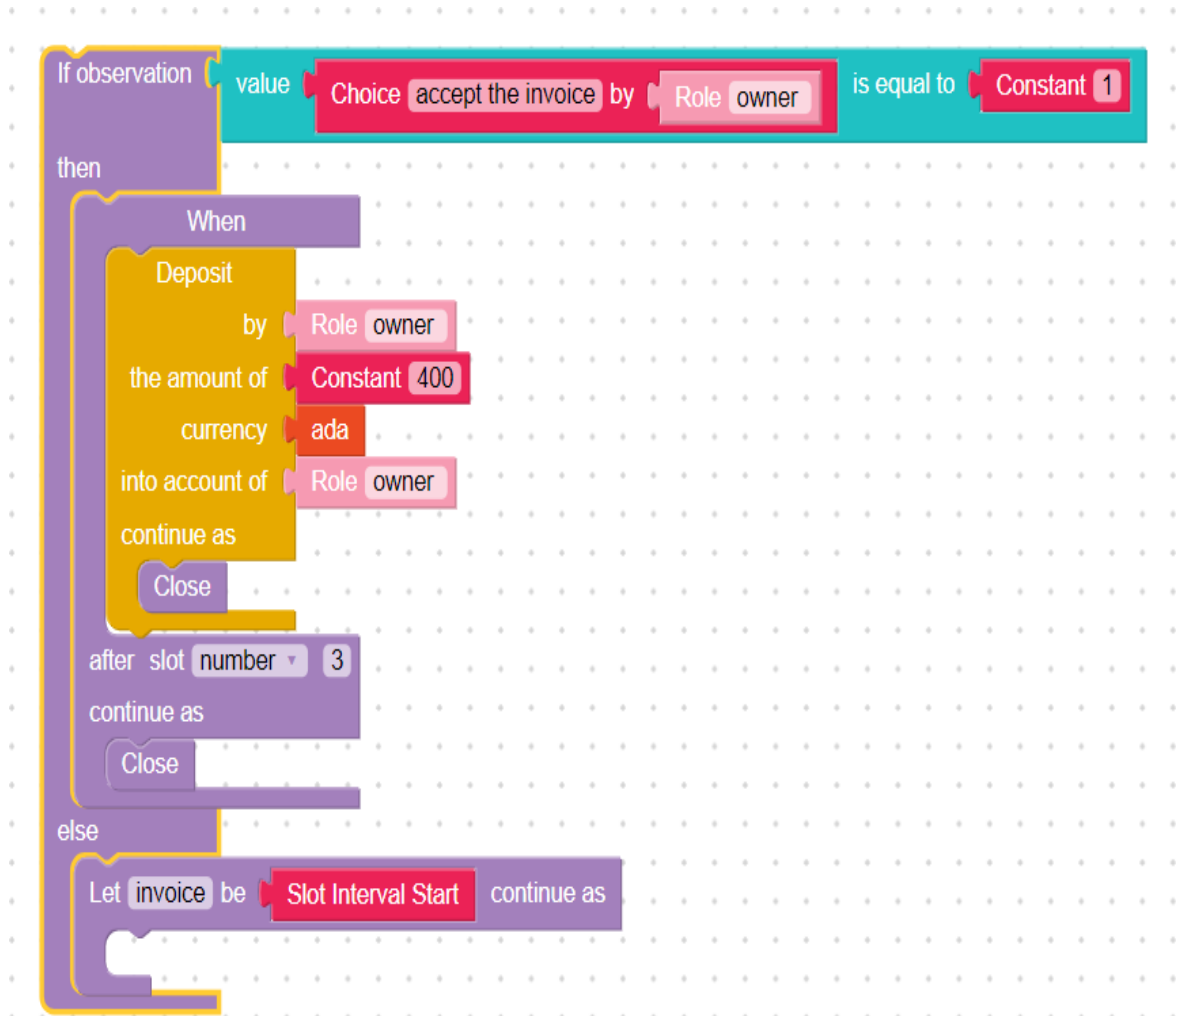 If observation value Choice accept the invoice by Role owner is equal to Constant 1
then
When
Deposit
by Role owner
the amount of Constant 400
currency ada
into account of Role owner
continue as
Close
after slot number 3
continue as
Close
else
Let invoice be Slot Interval Start continue as